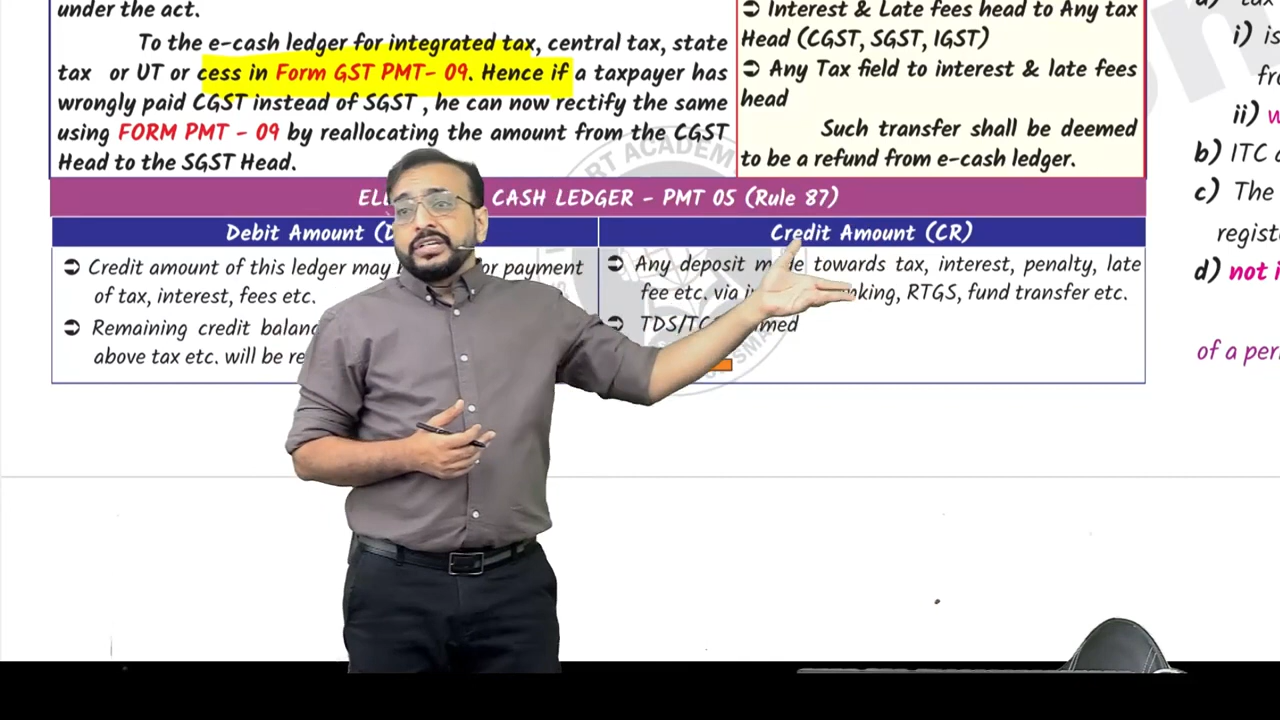 under the act.
To the e-cash ledger for integrated tax, central tax, state
tax or UT or cess in Form GST PMT- 09. Hence if a taxpayer has
wrongly paid CGST instead of SGST , he can now rectify the same
using FORM PMT - 09 by reallocating the amount from the CGST
Head to the SGST Head.
➲ Interest & Late fees head to Any tax
Head (CGST, SGST, IGST)
➲ Any Tax field to interest & late fees
head
Such transfer shall be deemed
to be a refund from e-cash ledger.
CASH LEDGER - PMT 05 (Rule 87)
Debit Amount
➲ Credit amount of this ledger may payment
of tax, interest, fees etc.
➲ Remaining credit
above tax etc. will be
Credit Amount (CR)
➲ Any deposit towards tax, interest, penalty, late
fee etc. via RTGS, fund transfer etc.
➲
i) is
ii)
b) ITC
c) The
d) not
of a